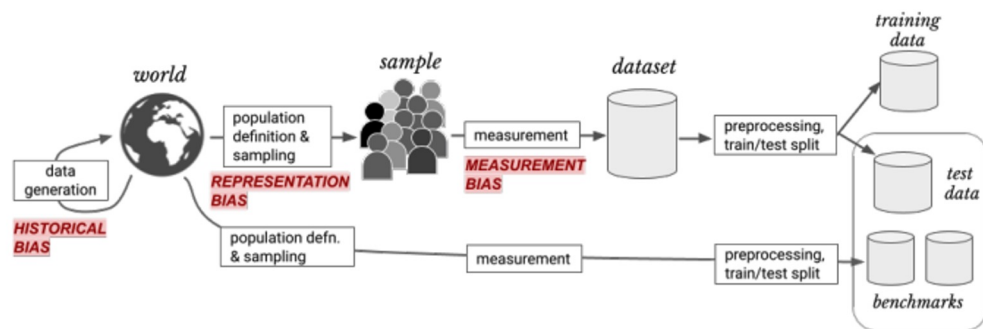 world
data
generation
HISTORICAL
BIAS
population
definition &
sampling
REPRESENTATION
BIAS
sample
measurement
MEASUREMENT
BIAS
dataset
preprocessing,
train/test split
training
data
test
data
population defn.
& sampling
measurement
preprocessing,
train/test split
benchmarks